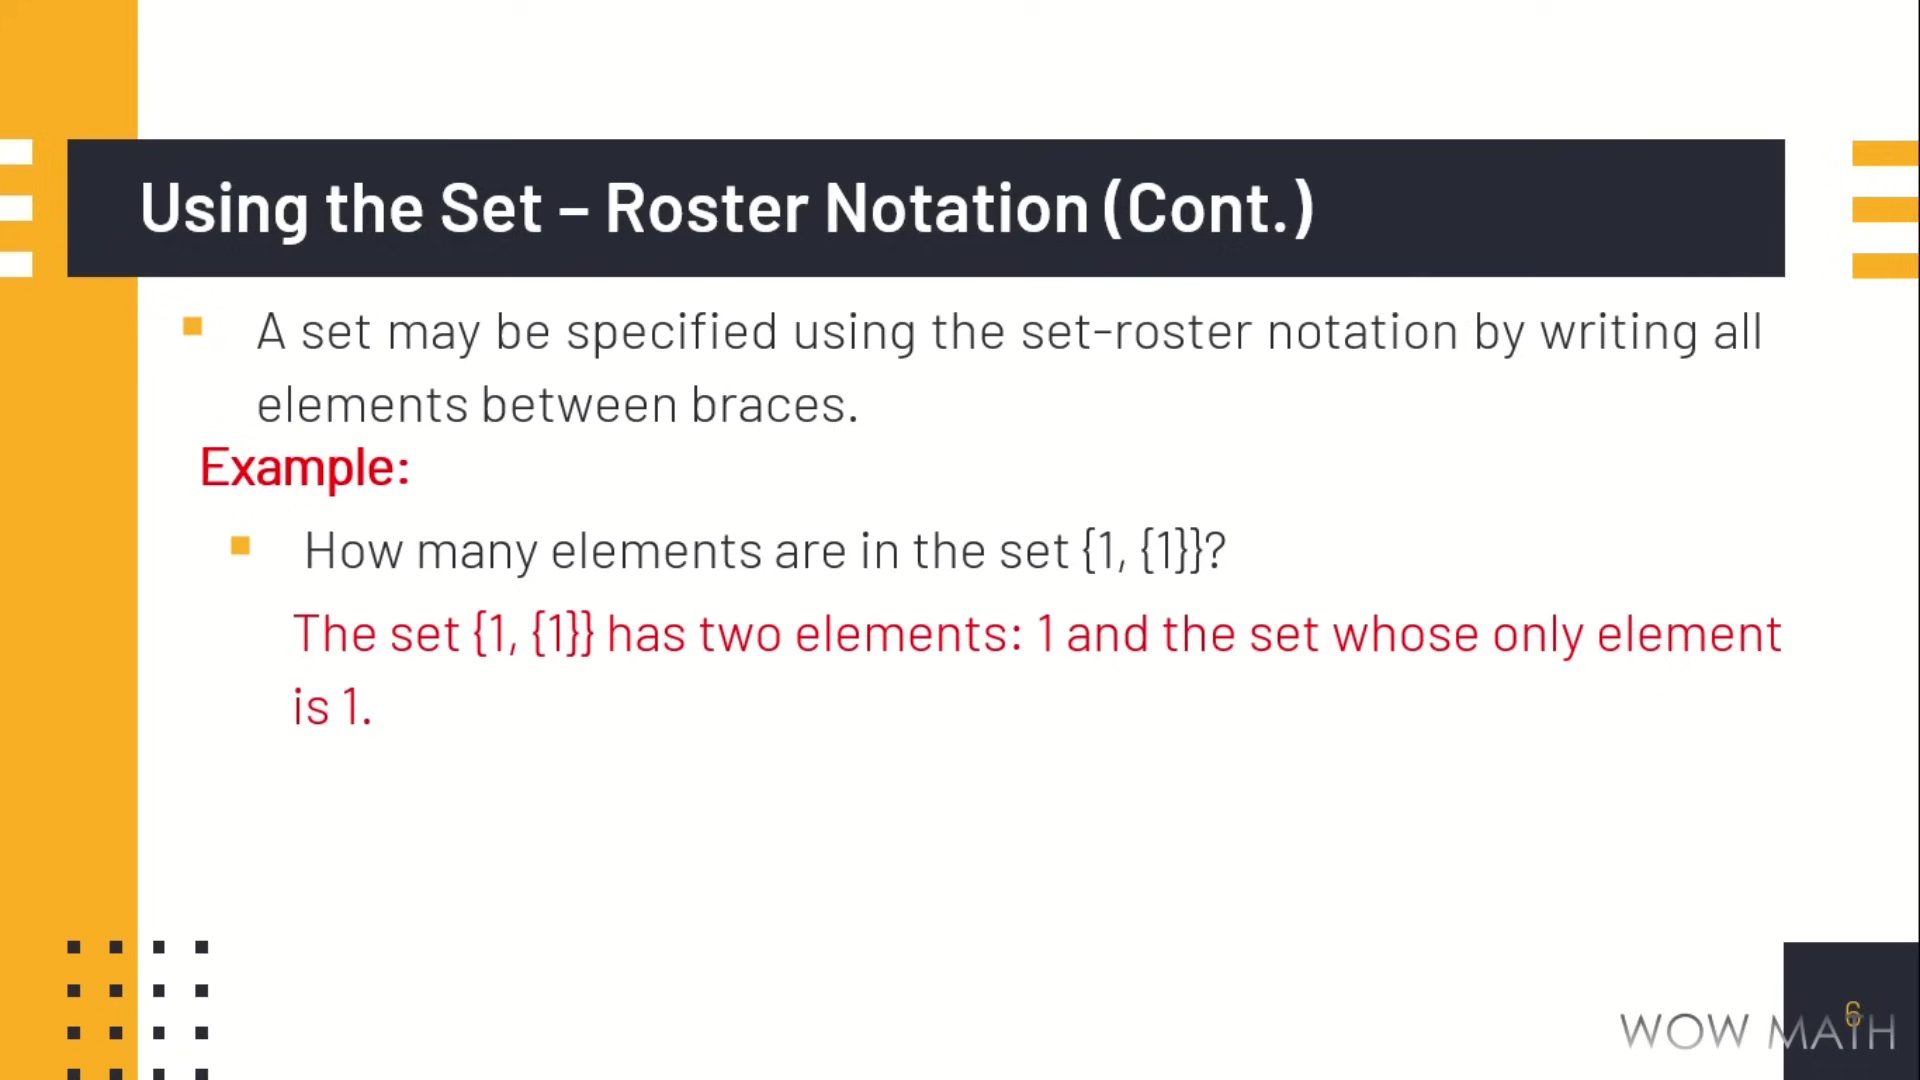 Using the Set – Roster Notation (Cont.)
A set may be specified using the set-roster notation by writing all
elements between braces.
Example:
How many elements are in the set {1, {1}}?
The set {1, {1}} has two elements: 1 and the set whose only element
is 1.
6
WOW MATH